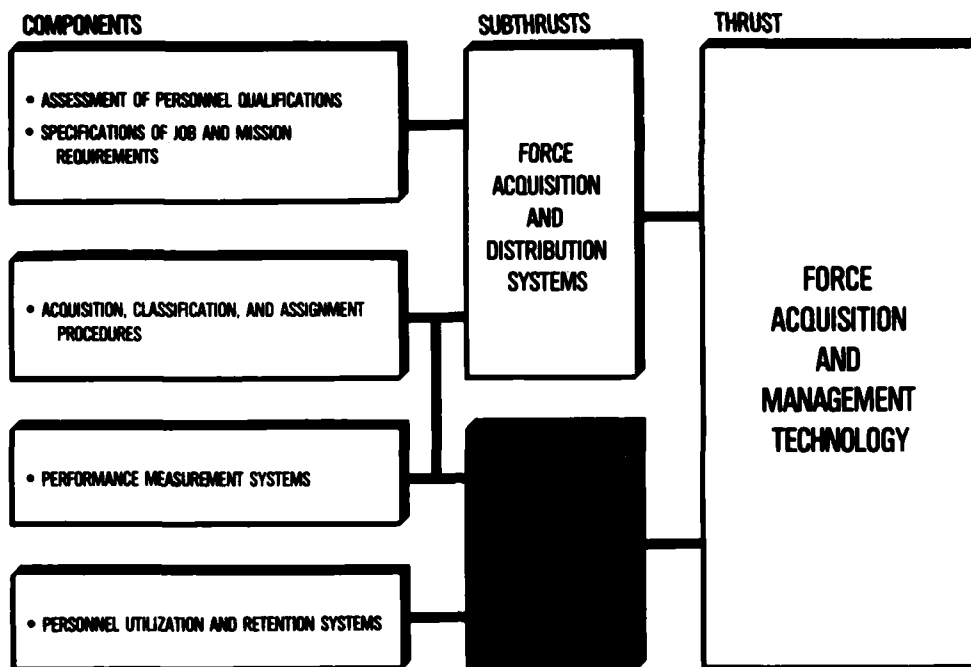 COMPONENTS
SUBTHRUSTS
THRUST
• ASSESSMENT OF PERSONNEL QUALIFICATIONS
• SPECIFICATIONS OF JOB AND MISSION
REQUIREMENTS
• ACQUISITION, CLASSIFICATION, AND ASSIGNMENT
PROCEDURES
• PERFORMANCE MEASUREMENT SYSTEMS
• PERSONNEL UTILIZATION AND RETENTION SYSTEMS
FORCE
ACQUISITION
AND
DISTRIBUTION
SYSTEMS
FORCE
ACQUISITION
AND
MANAGEMENT
TECHNOLOGY